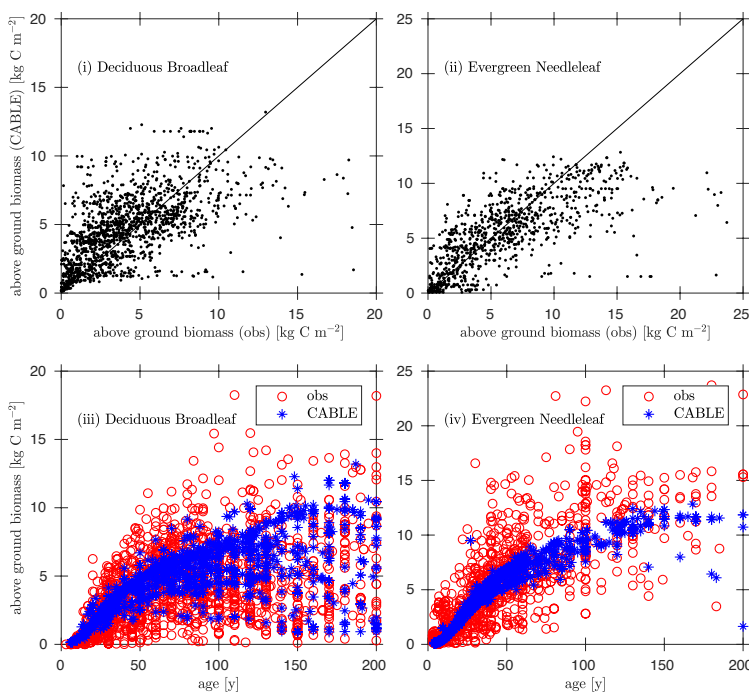 20
15
10
5
0
above ground biomass (CABLE) [kg C m−2]
(i) Deciduous Broadleaf
0 5 10 15 20
above ground biomass (obs) [kg C m−2]
25
20
15
10
5
0
(ii) Evergreen Needleleaf
0 5 10 15 20 25
above ground biomass (obs) [kg C m−2]
20
15
10
5
0
above ground biomass [kg C m−2]
obs
CABLE
(iii) Deciduous Broadleaf
0 50 100 150 200
age [y]
25
20
15
10
5
0
obs
CABLE
(iv) Evergreen Needleleaf
0 50 100 150 200
age [y]